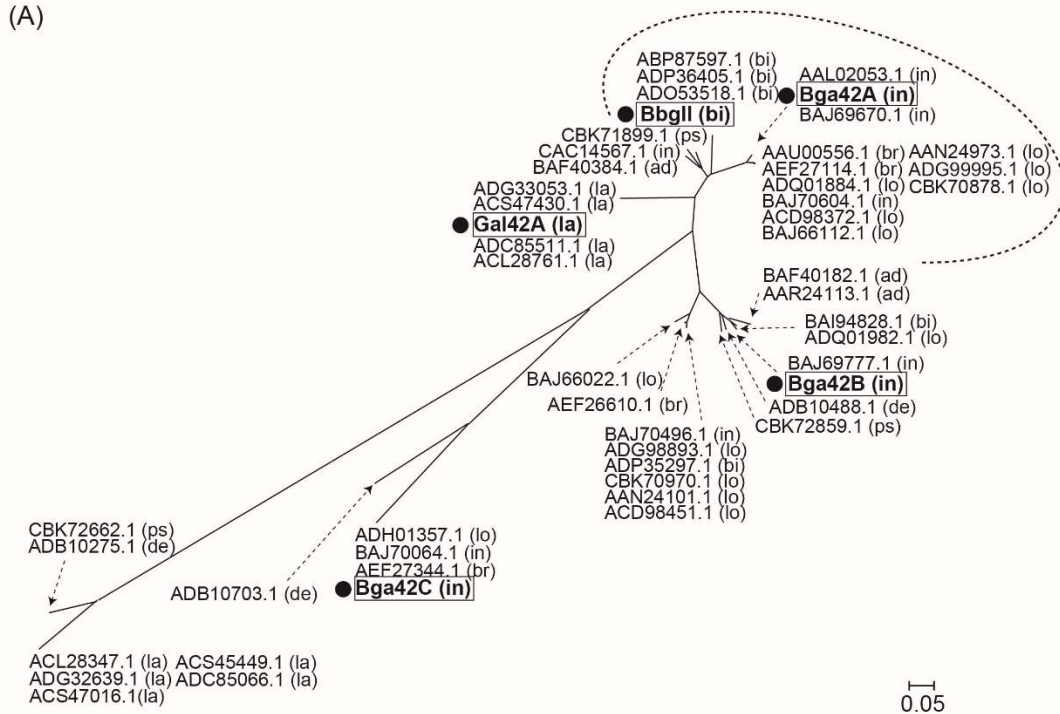 (A)
ABP87597.1 (bi)
ADP36405.1 (bi)
ADO53518.1 (bi)
BbgII (bi)
AAL02053.1 (in)
Bga42A (in)
BAJ69670.1 (in)
CBK71899.1 (ps)
CAC14567.1 (in)
BAF40384.1 (ad)
AAU00556.1 (br) AAN24973.1 (lo)
AEF27114.1 (br) ADG99995.1 (lo)
ADQ01884.1 (lo) CBK70878.1 (lo)
BAJ70604.1 (in)
ACD98372.1 (lo)
BAJ66112.1 (lo)
ADG33053.1 (la)
ACS47430.1 (la)
Gal42A (la)
ADC85511.1 (la)
ACL28761.1 (la)
BAF40182.1 (ad)
AAR24113.1 (ad)
BAI94828.1 (bi)
ADQ01982.1 (lo)
BAJ69777.1 (in)
Bga42B (in)
ADB10488.1 (de)
CBK72859.1 (ps)
BAJ66022.1 (lo)
AEF26610.1 (br)
BAJ70496.1 (in)
ADG98893.1 (lo)
ADP35297.1 (bi)
CBK70970.1 (lo)
AAN24101.1 (lo)
ACD98451.1 (lo)
CBK72662.1 (ps)
ADB10275.1 (de)
ADB10703.1 (de)
ADH01357.1 (lo)
BAJ70064.1 (in)
AEF27344.1 (br)
Bga42C (in)
ACL28347.1 (la) ACS45449.1 (la)
ADG32639.1 (la) ADC85066.1 (la)
ACS47016.1(la)
0.05